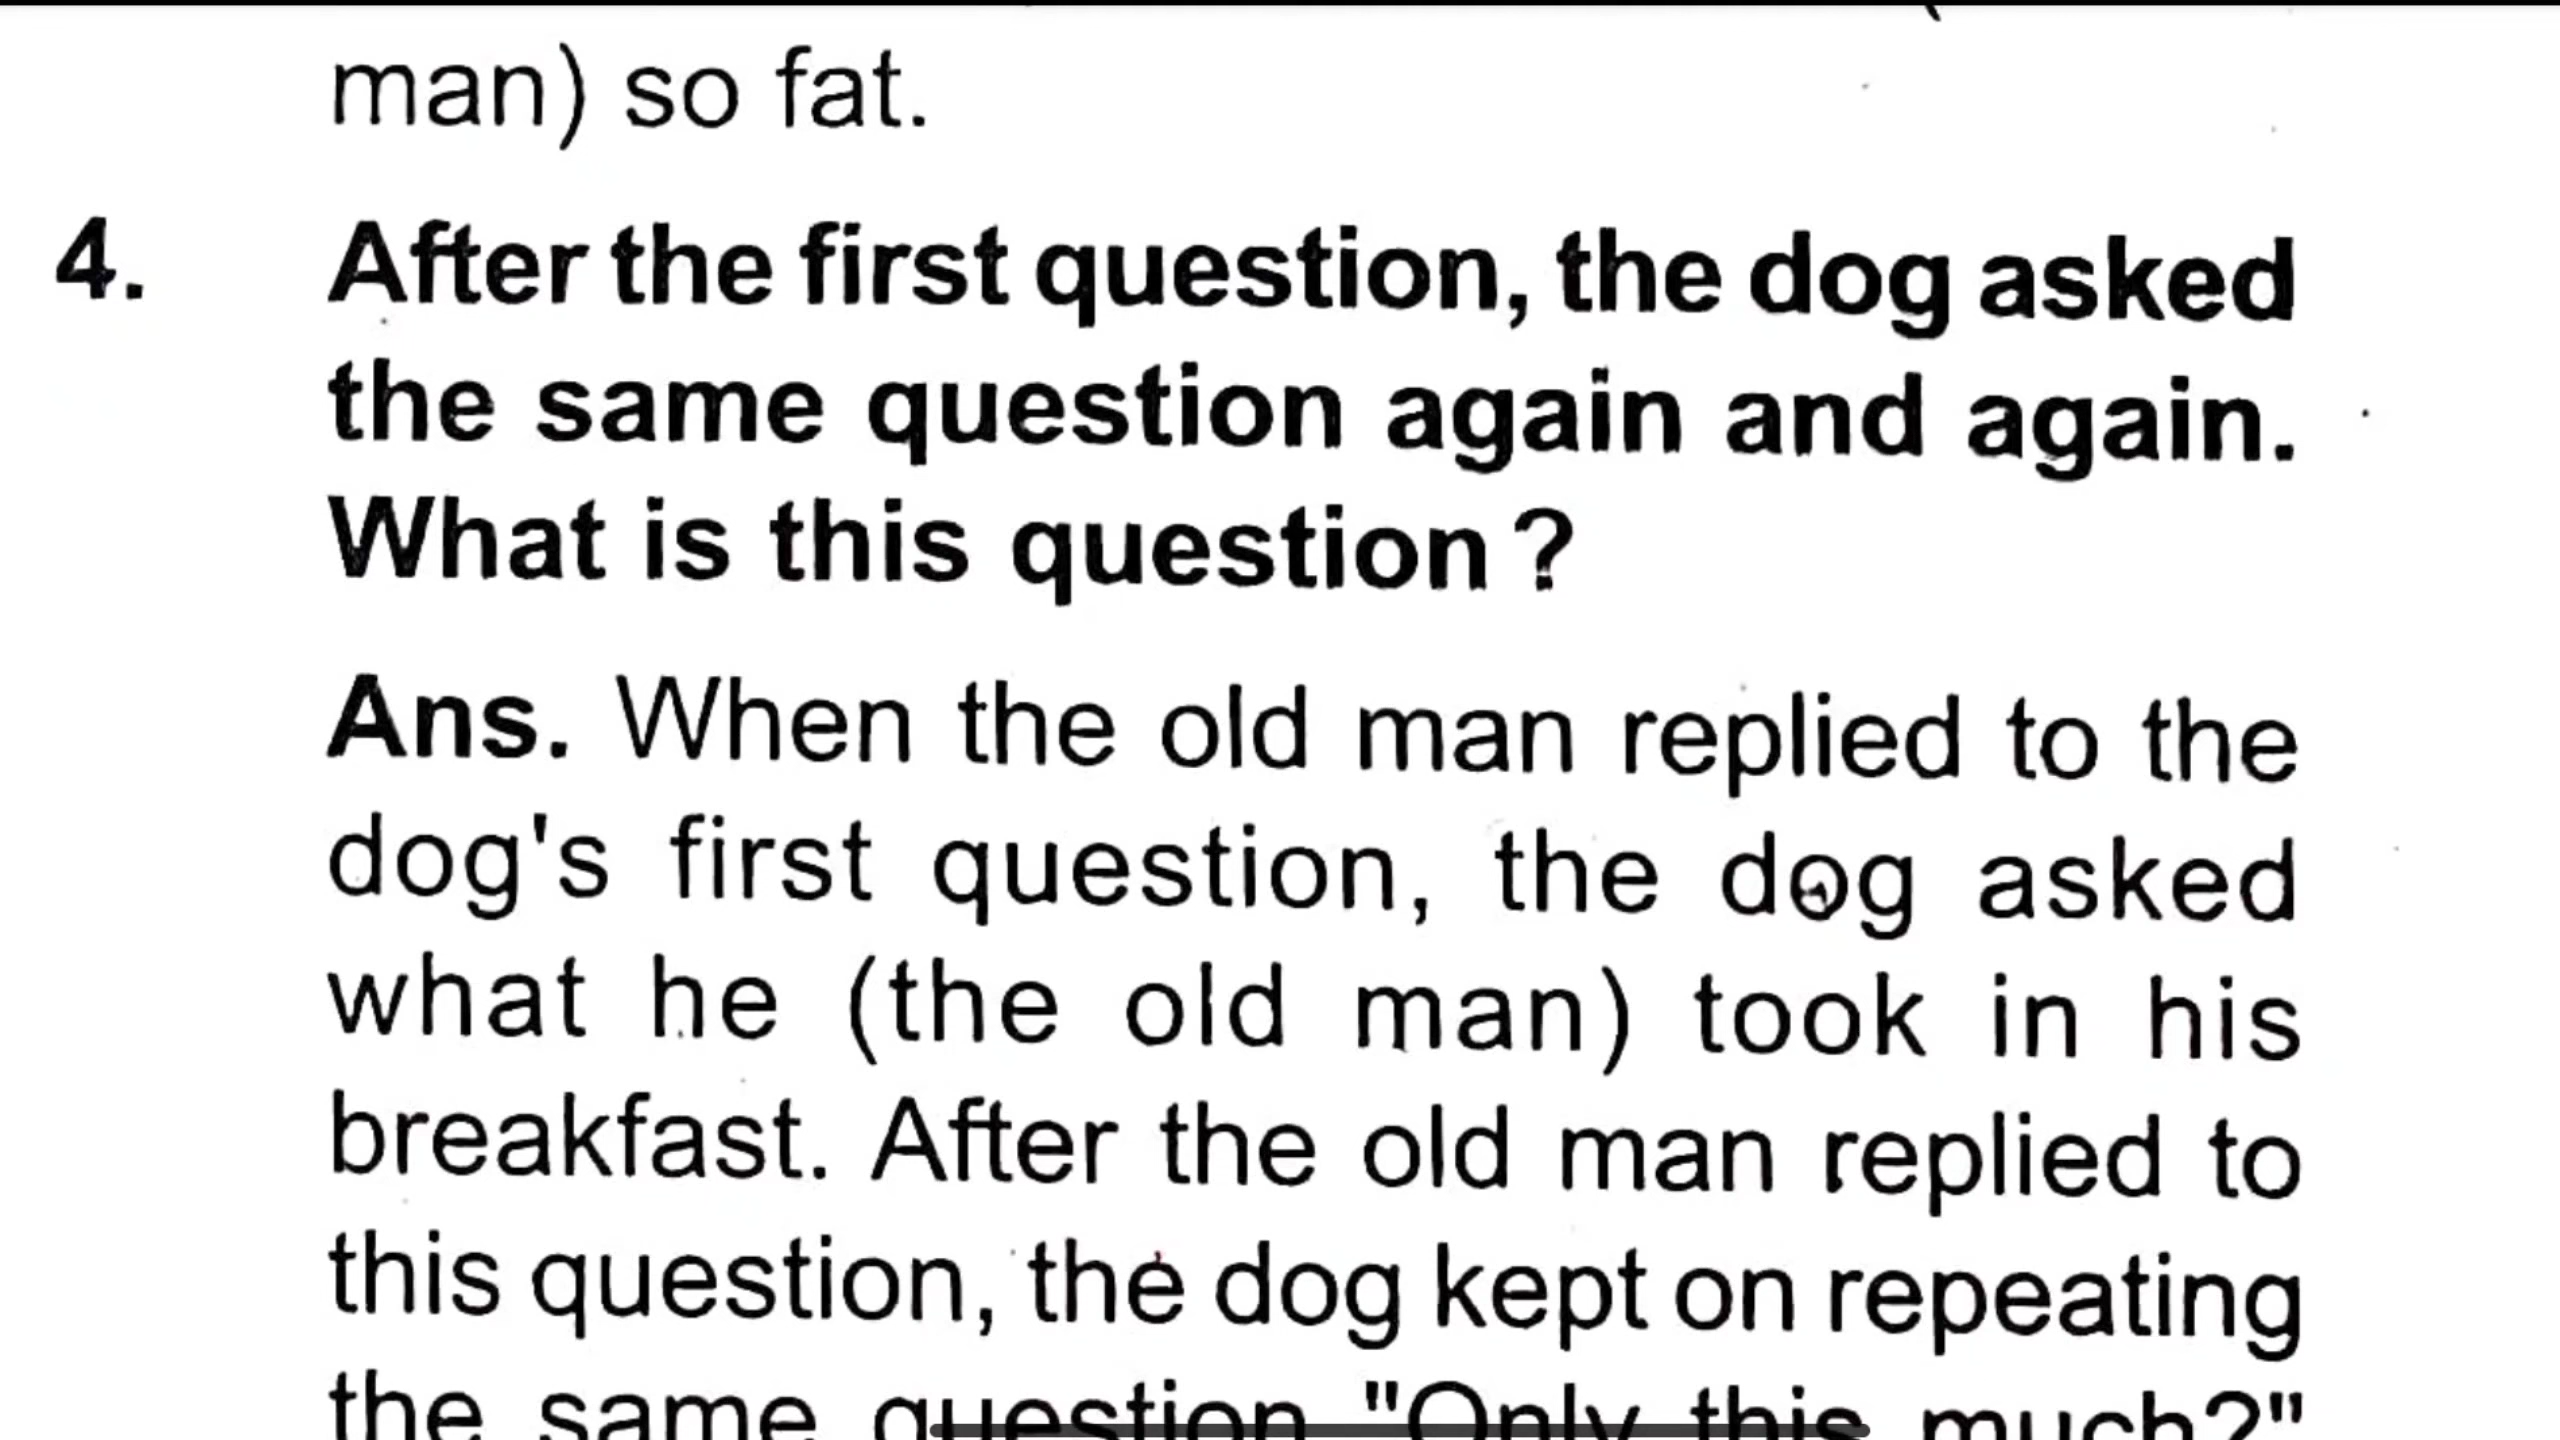 man) so fat.
4. After the first question, the dog asked
the same question again and again.
What is this question?
Ans. When the old man replied to the
dog's first question, the dog asked
what he (the old man) took in his
breakfast. After the old man replied to
this question, the dog kept on repeating
the same question "Only this much?"